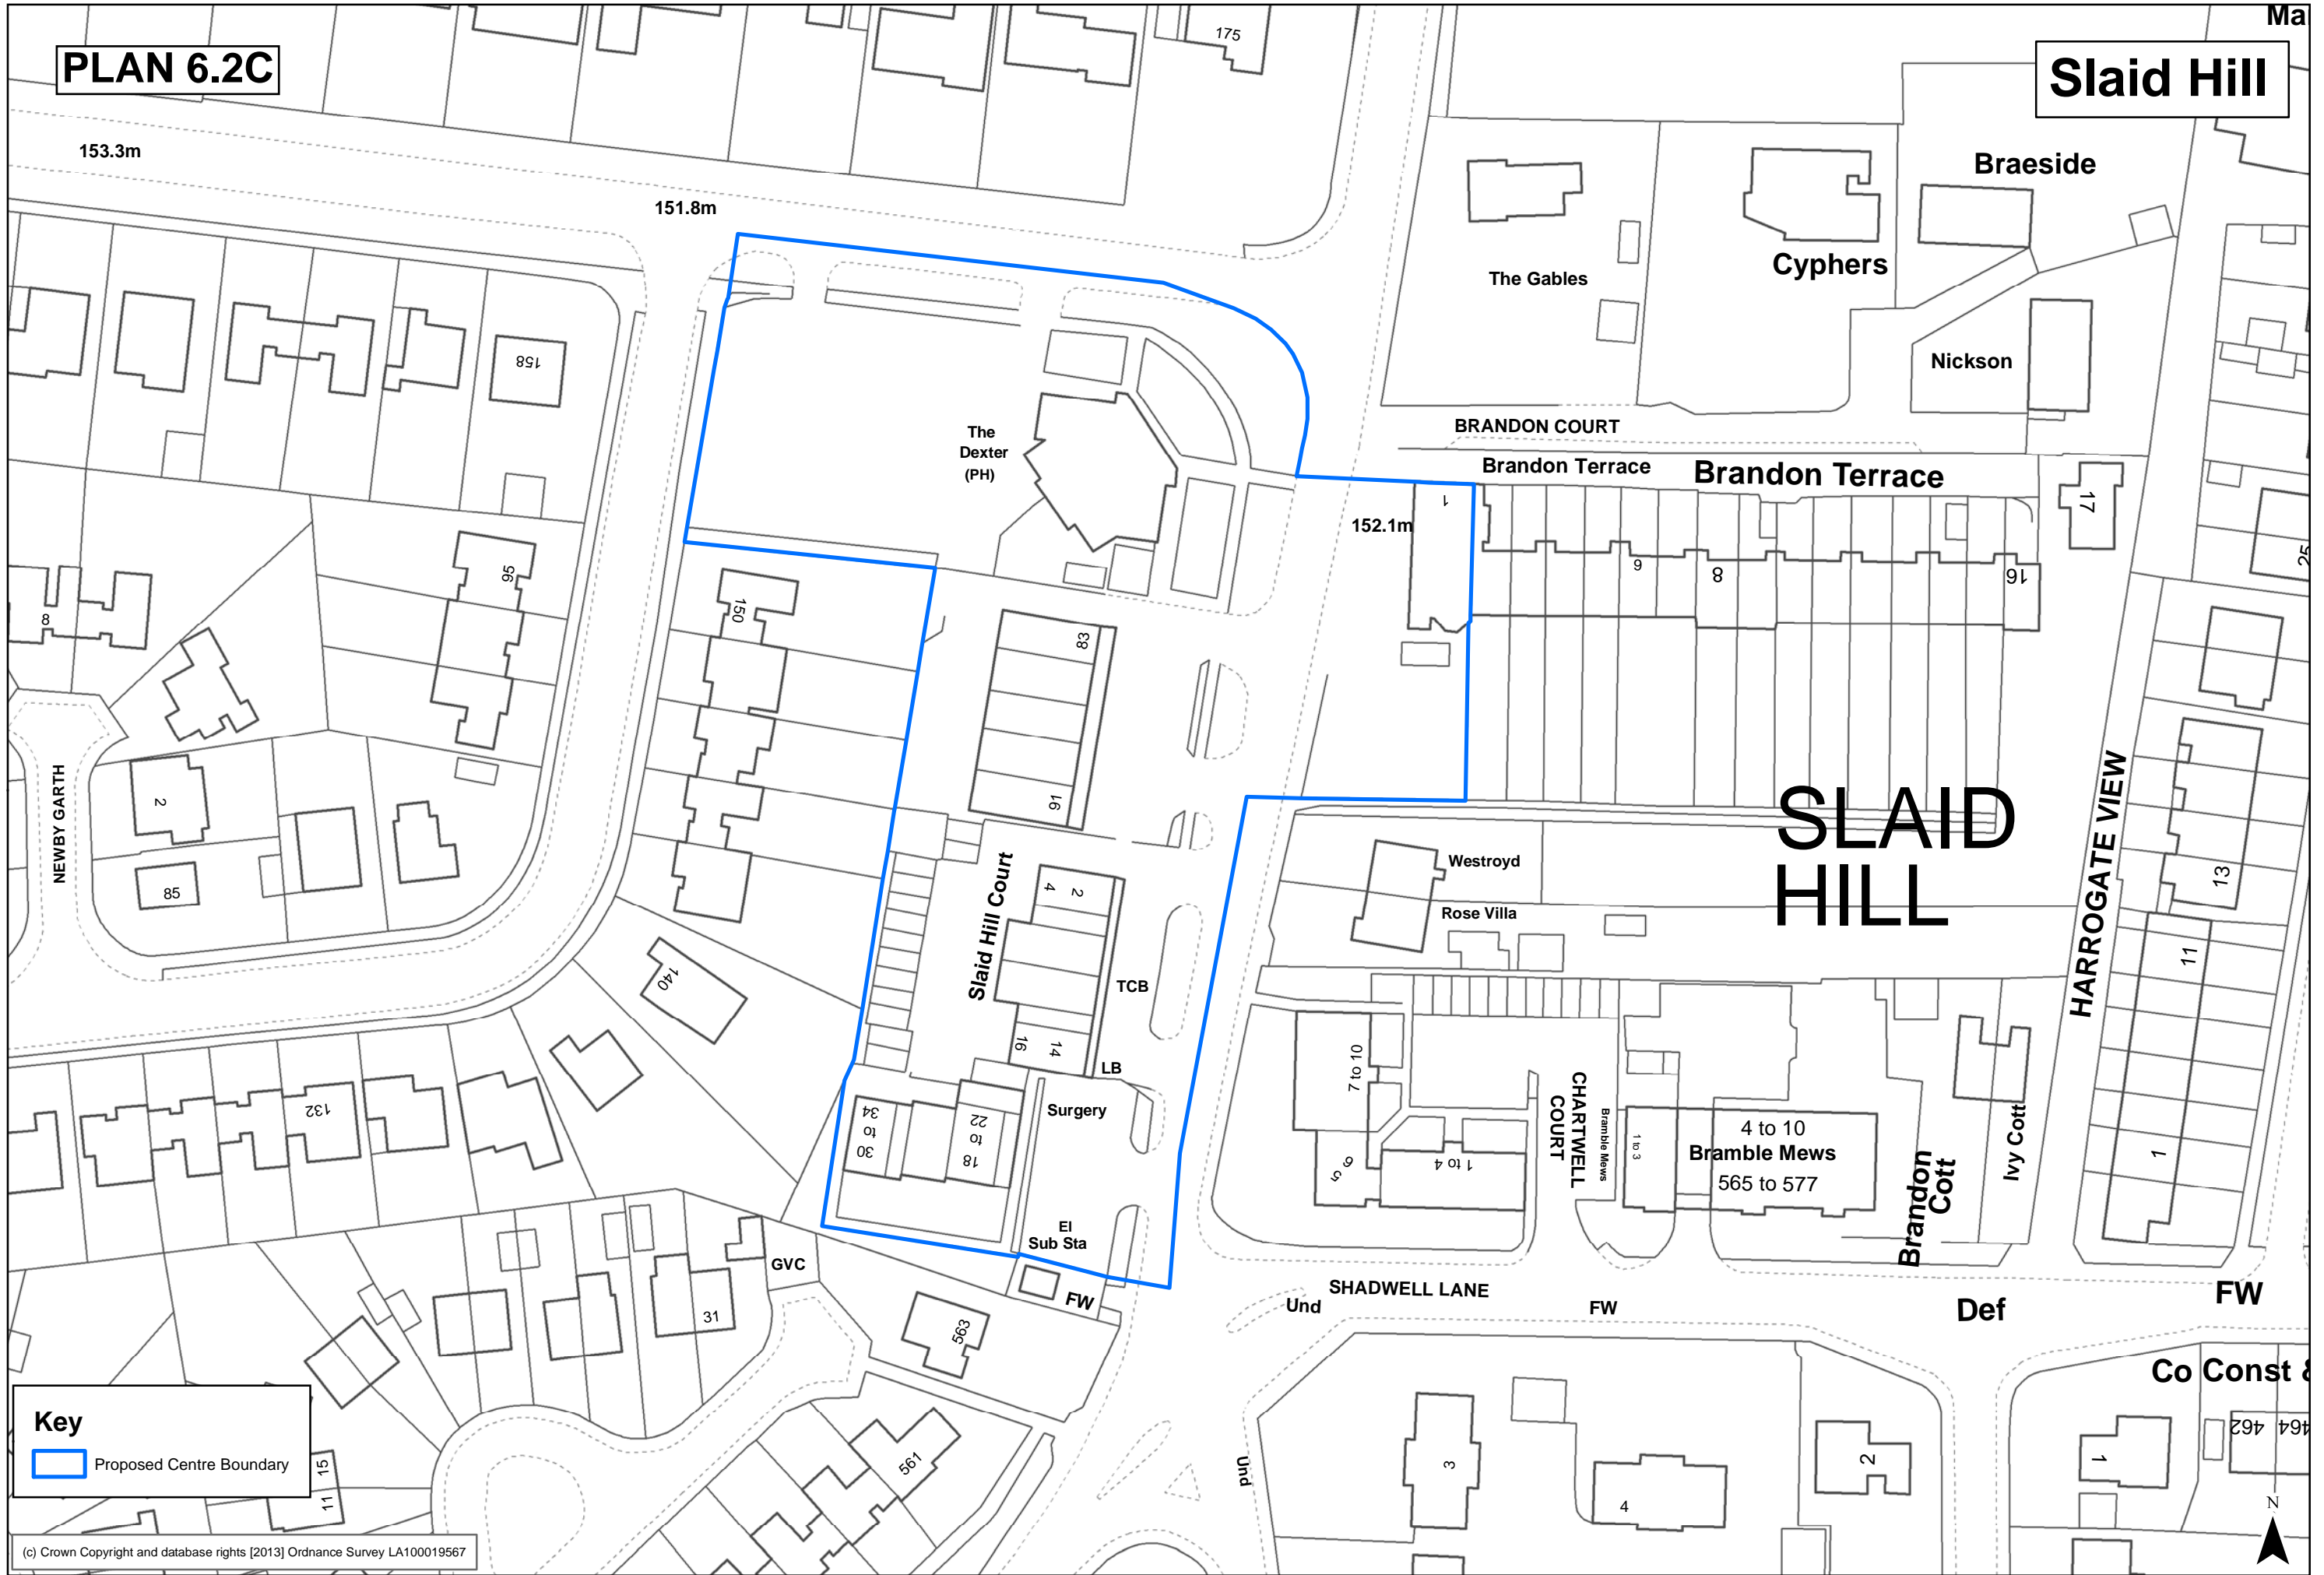 Ma
PLAN 6.2C
Slaid Hill
175
153.3m
151.8m
Braeside
Cyphers
The Gables
Nickson
158
BRANDON COURT
The
Dexter
(PH)
Brandon Terrace
Brandon Terrace
1
152.1m
17
25
6
8
16
95
150
8
83
91
2
85
NEWBY GARTH
SLAID
HILL
HARROGATE VIEW
13
11
1
Westroyd
Rose Villa
Slaid Hill Court
4
2
TCB
16
14
LB
140
132
Surgery
34
to
30
22
to
18
El
Sub Sta
FW
GVC
31
563
561
7 to 10
6
5
1 to 4
CHARTWELL
COURT
Bramble Mews
1 to 3
4 to 10
Bramble Mews
565 to 577
Brandon
Cott
Ivy Cott
SHADWELL LANE
Und
FW
Def
FW
Co Const &
462
464
Und
3
4
2
1
Key
Proposed Centre Boundary
15
11
N
(c) Crown Copyright and database rights [2013] Ordnance Survey LA100019567